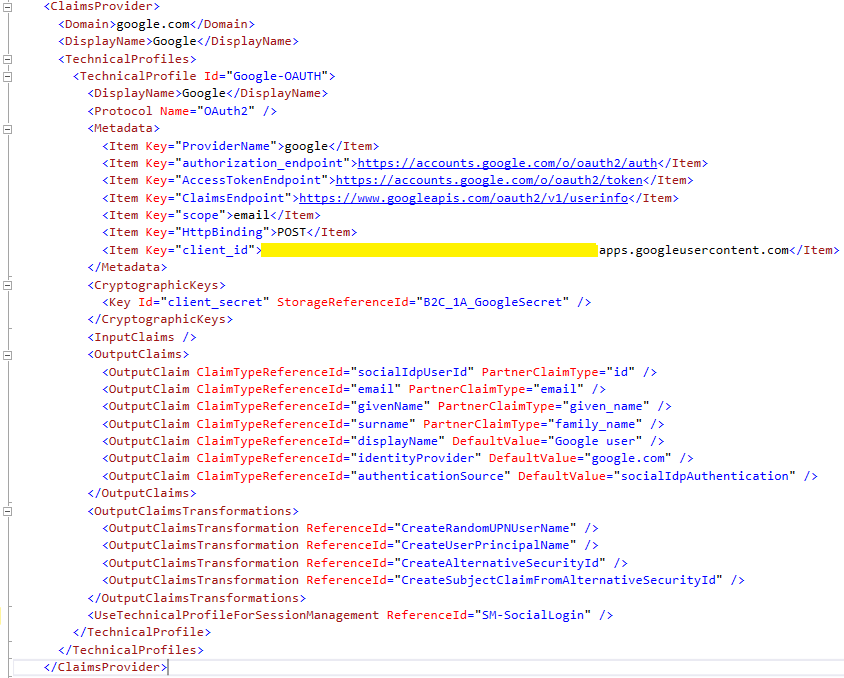 <ClaimsProvider>
<Domain>google.com</Domain>
<DisplayName>Google</DisplayName>
<TechnicalProfiles>
<TechnicalProfile Id="Google-OAUTH">
<DisplayName>Google</DisplayName>
<Protocol Name="OAuth2" />
<Metadata>
<Item Key="ProviderName">google</Item>
<Item Key="authorization_endpoint">https://accounts.google.com/o/oauth2/auth</Item>
<Item Key="AccessTokenEndpoint">https://accounts.google.com/o/oauth2/token</Item>
<Item Key="ClaimsEndpoint">https://www.googleapis.com/oauth2/v1/userinfo</Item>
<Item Key="scope">email</Item>
<Item Key="HttpBinding">POST</Item>
<Item Key="client_id"> apps.googleusercontent.com</Item>
</Metadata>
<CryptographicKeys>
<Key Id="client_secret" StorageReferenceId="B2C_1A_GoogleSecret" />
</CryptographicKeys>
<InputClaims />
<OutputClaims>
<OutputClaim ClaimTypeReferenceId="socialIdpUserId" PartnerClaimType="id" />
<OutputClaim ClaimTypeReferenceId="email" PartnerClaimType="email" />
<OutputClaim ClaimTypeReferenceId="givenName" PartnerClaimType="given_name" />
<OutputClaim ClaimTypeReferenceId="surname" PartnerClaimType="family_name" />
<OutputClaim ClaimTypeReferenceId="displayName" DefaultValue="Google user" />
<OutputClaim ClaimTypeReferenceId="identityProvider" DefaultValue="google.com" />
<OutputClaim ClaimTypeReferenceId="authenticationSource" DefaultValue="socialIdpAuthentication" />
</OutputClaims>
<OutputClaimsTransformations>
<OutputClaimsTransformation ReferenceId="CreateRandomUPNUserName" />
<OutputClaimsTransformation ReferenceId="CreateUserPrincipalName" />
<OutputClaimsTransformation ReferenceId="CreateAlternativeSecurityId" />
<OutputClaimsTransformation ReferenceId="CreateSubjectClaimFromAlternativeSecurityId" />
</OutputClaimsTransformations>
<UseTechnicalProfileForSessionManagement ReferenceId="SM-SocialLogin" />
</TechnicalProfile>
</TechnicalProfiles>
</ClaimsProvider>